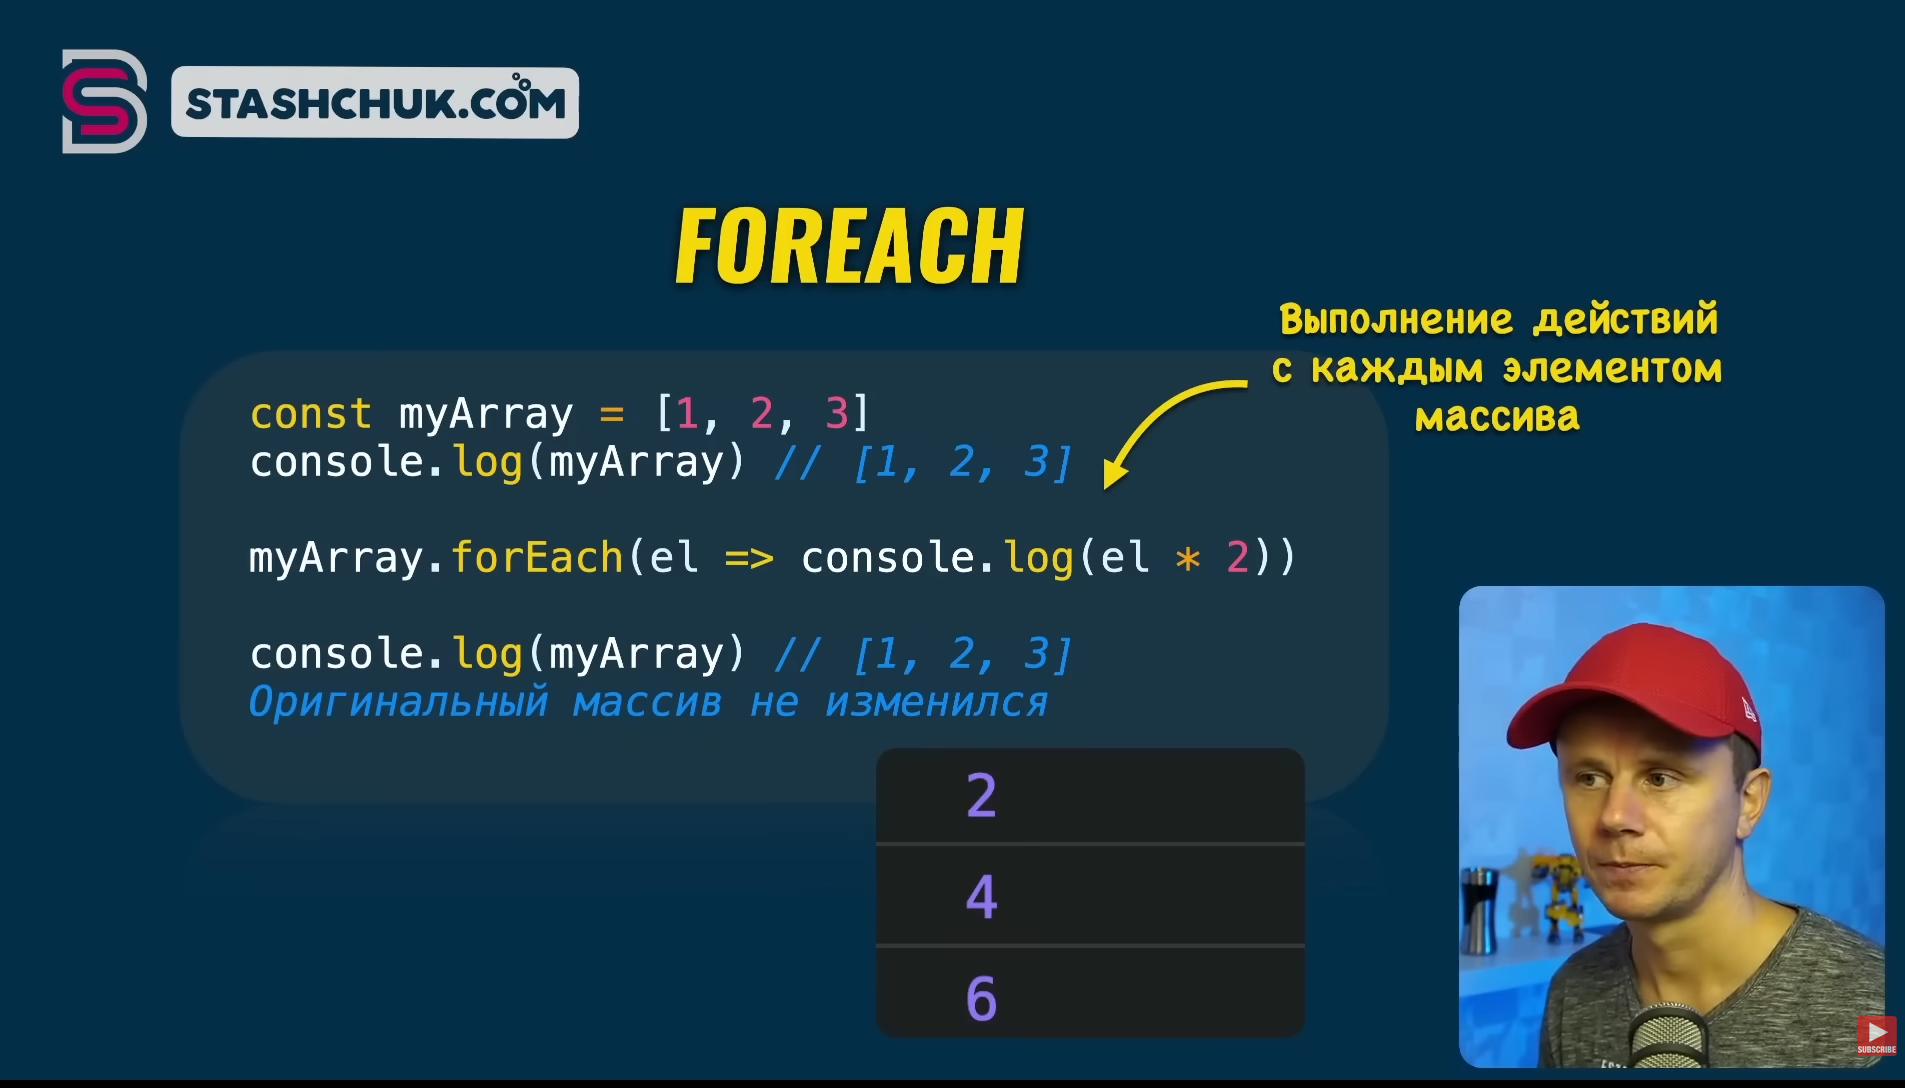 STASHCHUK.COM
FOREACH
Выполнение действий
с каждым элементом
массива
const myArray = [1, 2, 3]
console.log(myArray) // [1, 2, 3]
myArray.forEach(el => console.log(el * 2))
console.log(myArray) // [1, 2, 3]
Оригинальный массив не изменился
2
4
6
SUBSCRIBE